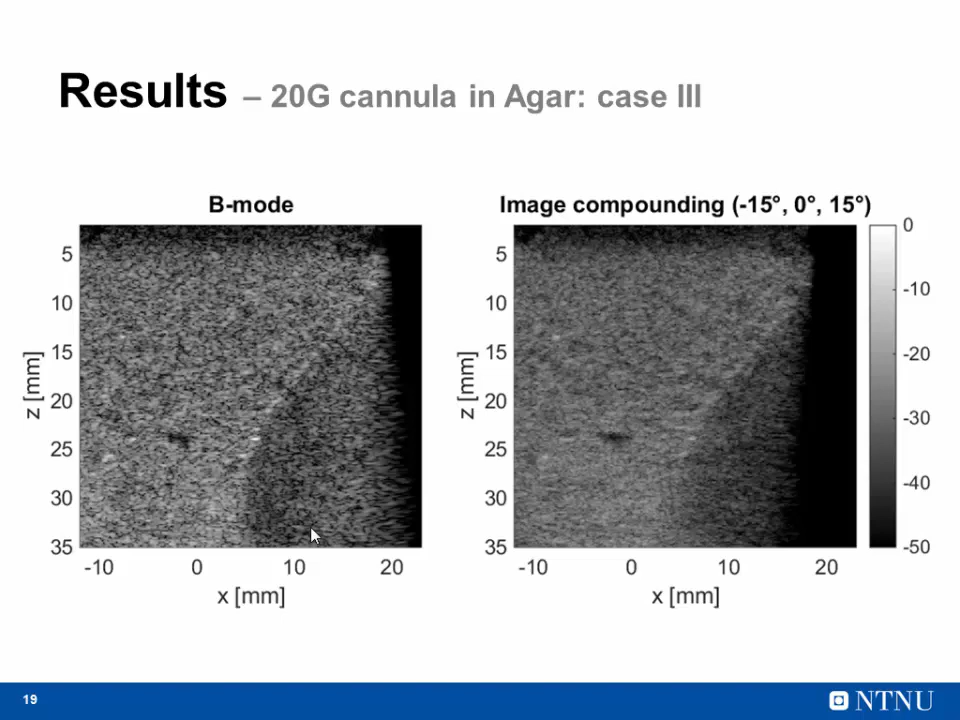 Results – 20G cannula in Agar: case III
B-mode
5
10
15
20
25
30
35
z [mm]
-10 0 10 20
x [mm]
Image compounding (-15°, 0°, 15°)
5
10
15
20
25
30
35
z [mm]
-10 0 10 20
x [mm]
0
-10
-20
-30
-40
-50
19
NTNU